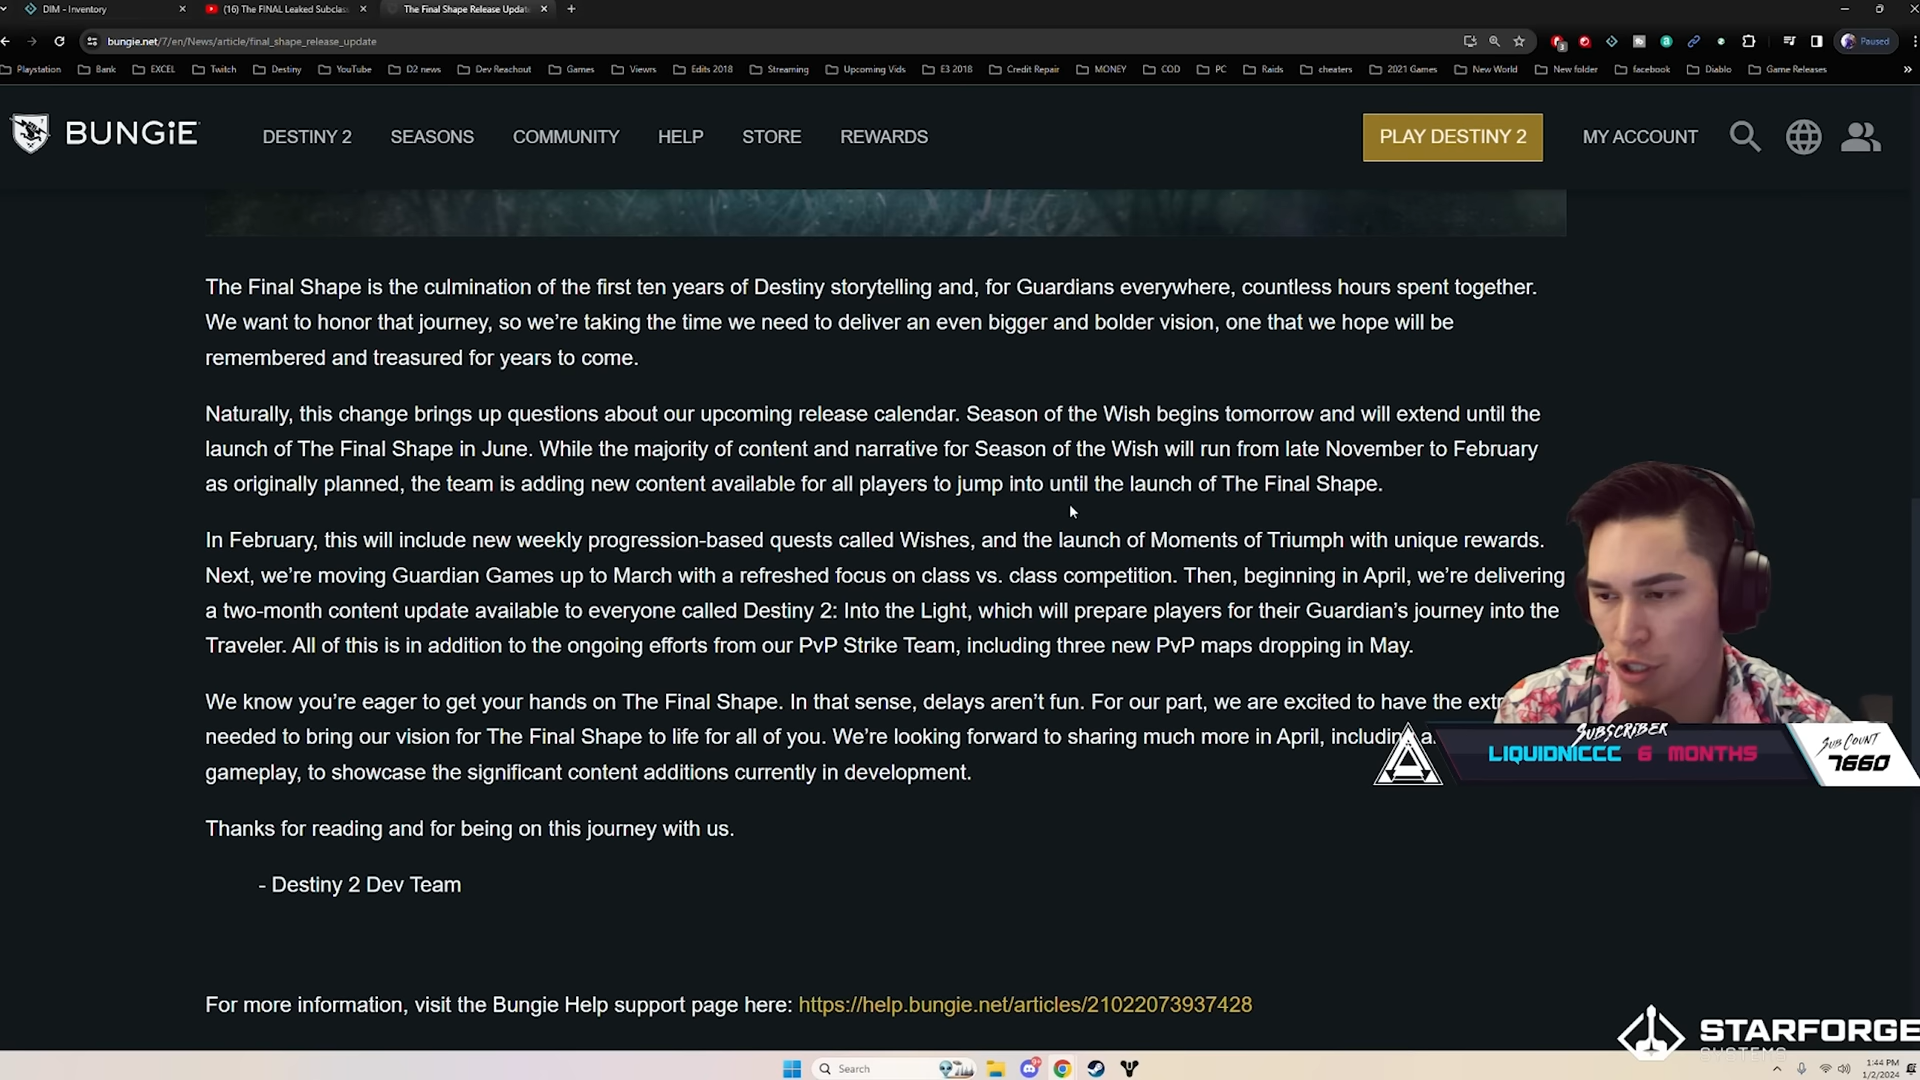 DIM - Inventory
(16) The FINAL Leaked Subclas
The Final Shape Release Updat
bungie.net/7/en/News/article/final_shape_release_update
Paused
Playstation Bank EXCEL Twitch Destiny YouTube D2 news Dev Reachout Games Viewrs Edits 2018 Streaming Upcoming Vids E3 2018 Credit Repair MONEY COD PC Raids cheaters 2021 Games New World New folder facebook Diablo Game Releases
BUNGiE DESTINY 2 SEASONS COMMUNITY HELP STORE REWARDS PLAY DESTINY 2 MY ACCOUNT
The Final Shape is the culmination of the first ten years of Destiny storytelling and, for Guardians everywhere, countless hours spent together.
We want to honor that journey, so we’re taking the time we need to deliver an even bigger and bolder vision, one that we hope will be
remembered and treasured for years to come.
Naturally, this change brings up questions about our upcoming release calendar. Season of the Wish begins tomorrow and will extend until the
launch of The Final Shape in June. While the majority of content and narrative for Season of the Wish will run from late November to February
as originally planned, the team is adding new content available for all players to jump into until the launch of The Final Shape.
In February, this will include new weekly progression-based quests called Wishes, and the launch of Moments of Triumph with unique rewards.
Next, we’re moving Guardian Games up to March with a refreshed focus on class vs. class competition. Then, beginning in April, we’re delivering
a two-month content update available to everyone called Destiny 2: Into the Light, which will prepare players for their Guardian’s journey into the
Traveler. All of this is in addition to the ongoing efforts from our PvP Strike Team, including three new PvP maps dropping in May.
We know you’re eager to get your hands on The Final Shape. In that sense, delays aren’t fun. For our part, we are excited to have the extr
needed to bring our vision for The Final Shape to life for all of you. We’re looking forward to sharing much more in April, including a
gameplay, to showcase the significant content additions currently in development.
SUBSCRIBER
LIQUIDNICCC 6 MONTHS
SUB COUNT
7660
Thanks for reading and for being on this journey with us.
- Destiny 2 Dev Team
For more information, visit the Bungie Help support page here: https://help.bungie.net/articles/21022073937428
STARFORGE
SYSTEMS
Search
1:44 PM
1/2/2024